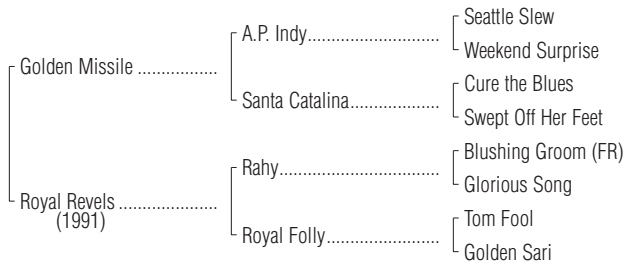 Seattle Slew
A.P. Indy........................................
Weekend Surprise
Golden Missile .................
Cure the Blues
Santa Catalina......................
Swept Off Her Feet
Blushing Groom (FR)
Rahy.........................................
Glorious Song
Royal Revels .....................
(1991)
Tom Fool
Royal Folly............................
Golden Sari